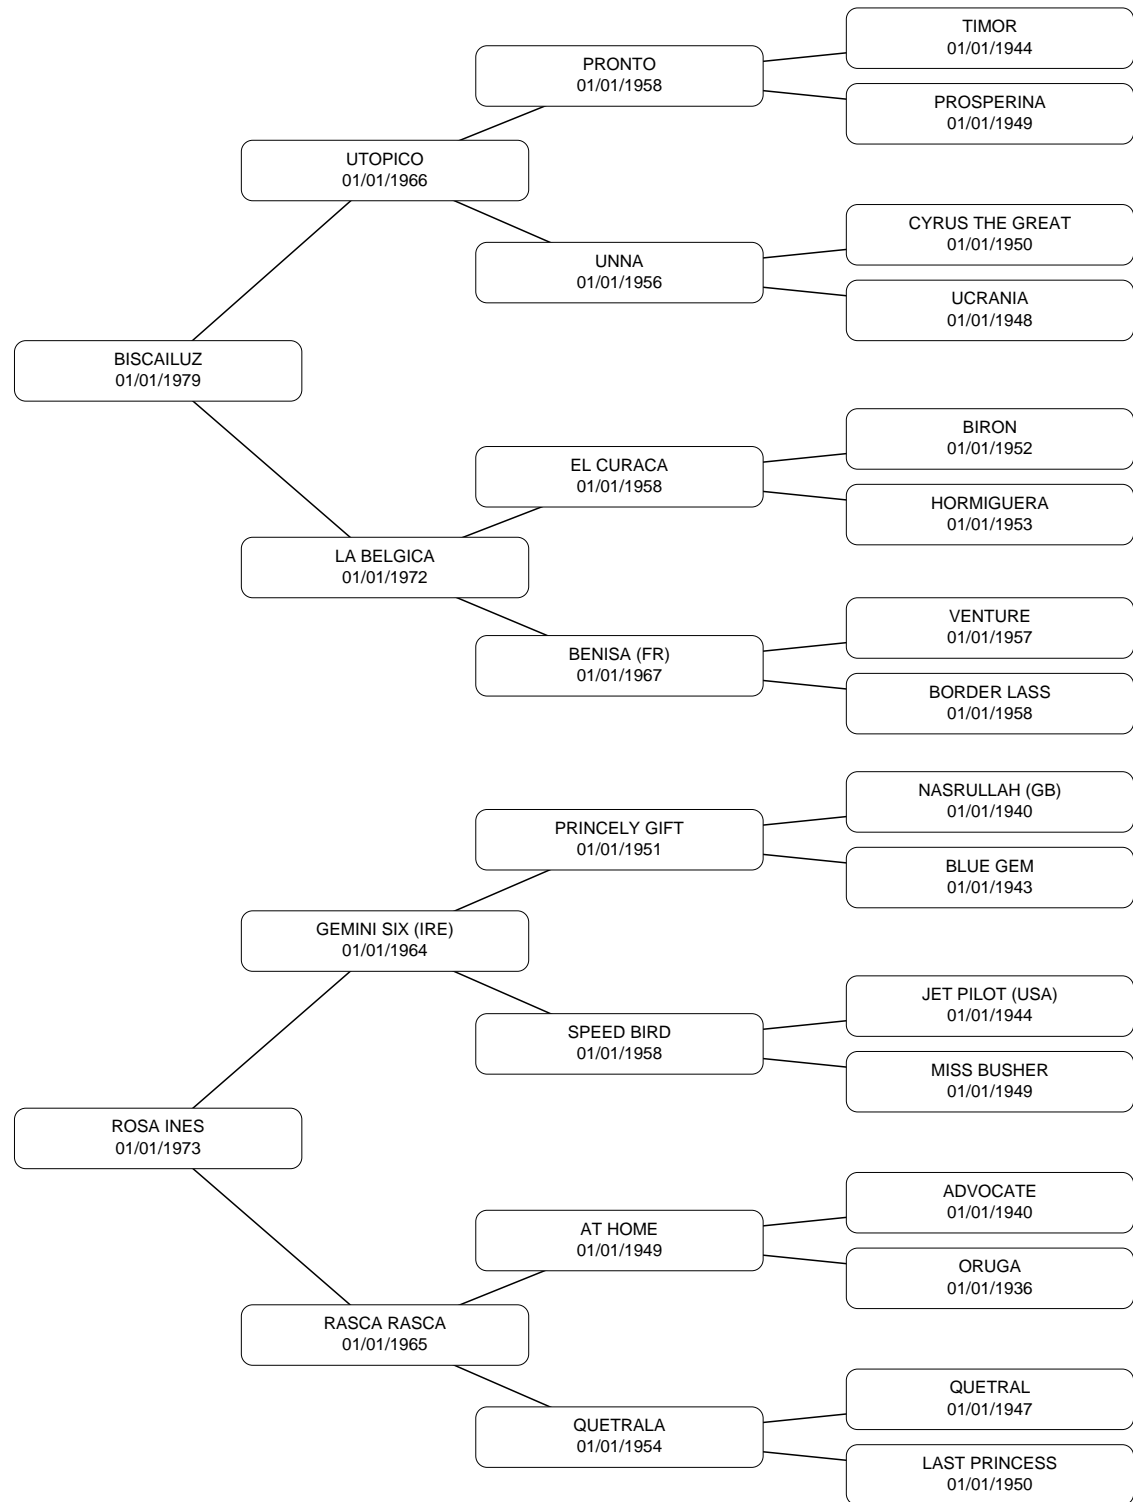 TIMOR
01/01/1944
PRONTO
01/01/1958
PROSPERINA
01/01/1949
UTOPICO
01/01/1966
CYRUS THE GREAT
01/01/1950
UNNA
01/01/1956
UCRANIA
01/01/1948
BISCAILUZ
01/01/1979
BIRON
01/01/1952
EL CURACA
01/01/1958
HORMIGUERA
01/01/1953
LA BELGICA
01/01/1972
VENTURE
01/01/1957
BENISA (FR)
01/01/1967
BORDER LASS
01/01/1958
NASRULLAH (GB)
01/01/1940
PRINCELY GIFT
01/01/1951
BLUE GEM
01/01/1943
GEMINI SIX (IRE)
01/01/1964
JET PILOT (USA)
01/01/1944
SPEED BIRD
01/01/1958
MISS BUSHER
01/01/1949
ROSA INES
01/01/1973
ADVOCATE
01/01/1940
AT HOME
01/01/1949
ORUGA
01/01/1936
RASCA RASCA
01/01/1965
QUETRAL
01/01/1947
QUETRALA
01/01/1954
LAST PRINCESS
01/01/1950